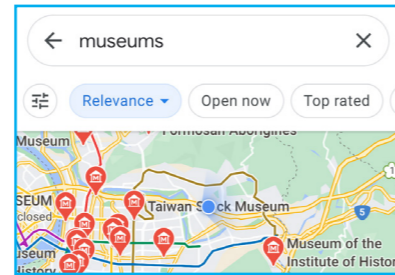 museums
Relevance
Open now
Top rated
Formosan Aborigines
Museum
SEUM
closed
Taiwan Stock Museum
5
Museum of the
Institute of Histor
useum
History